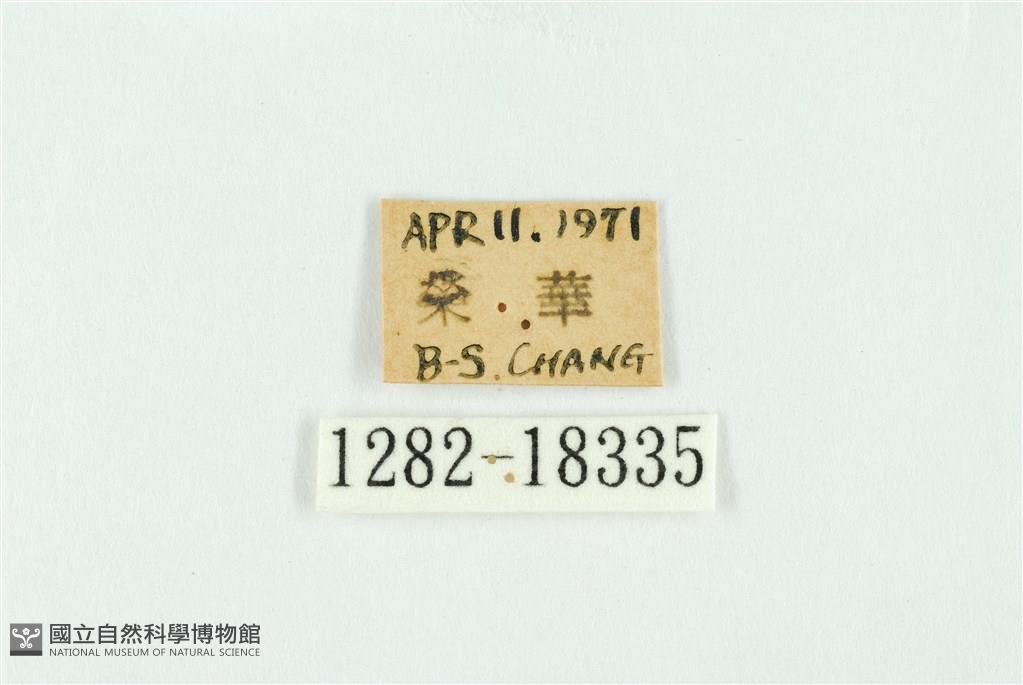 APR 11. 1971
榮 華
B-S. CHANG
1282-18335
國立自然科學博物館
NATIONAL MUSEUM OF NATURAL SCIENCE